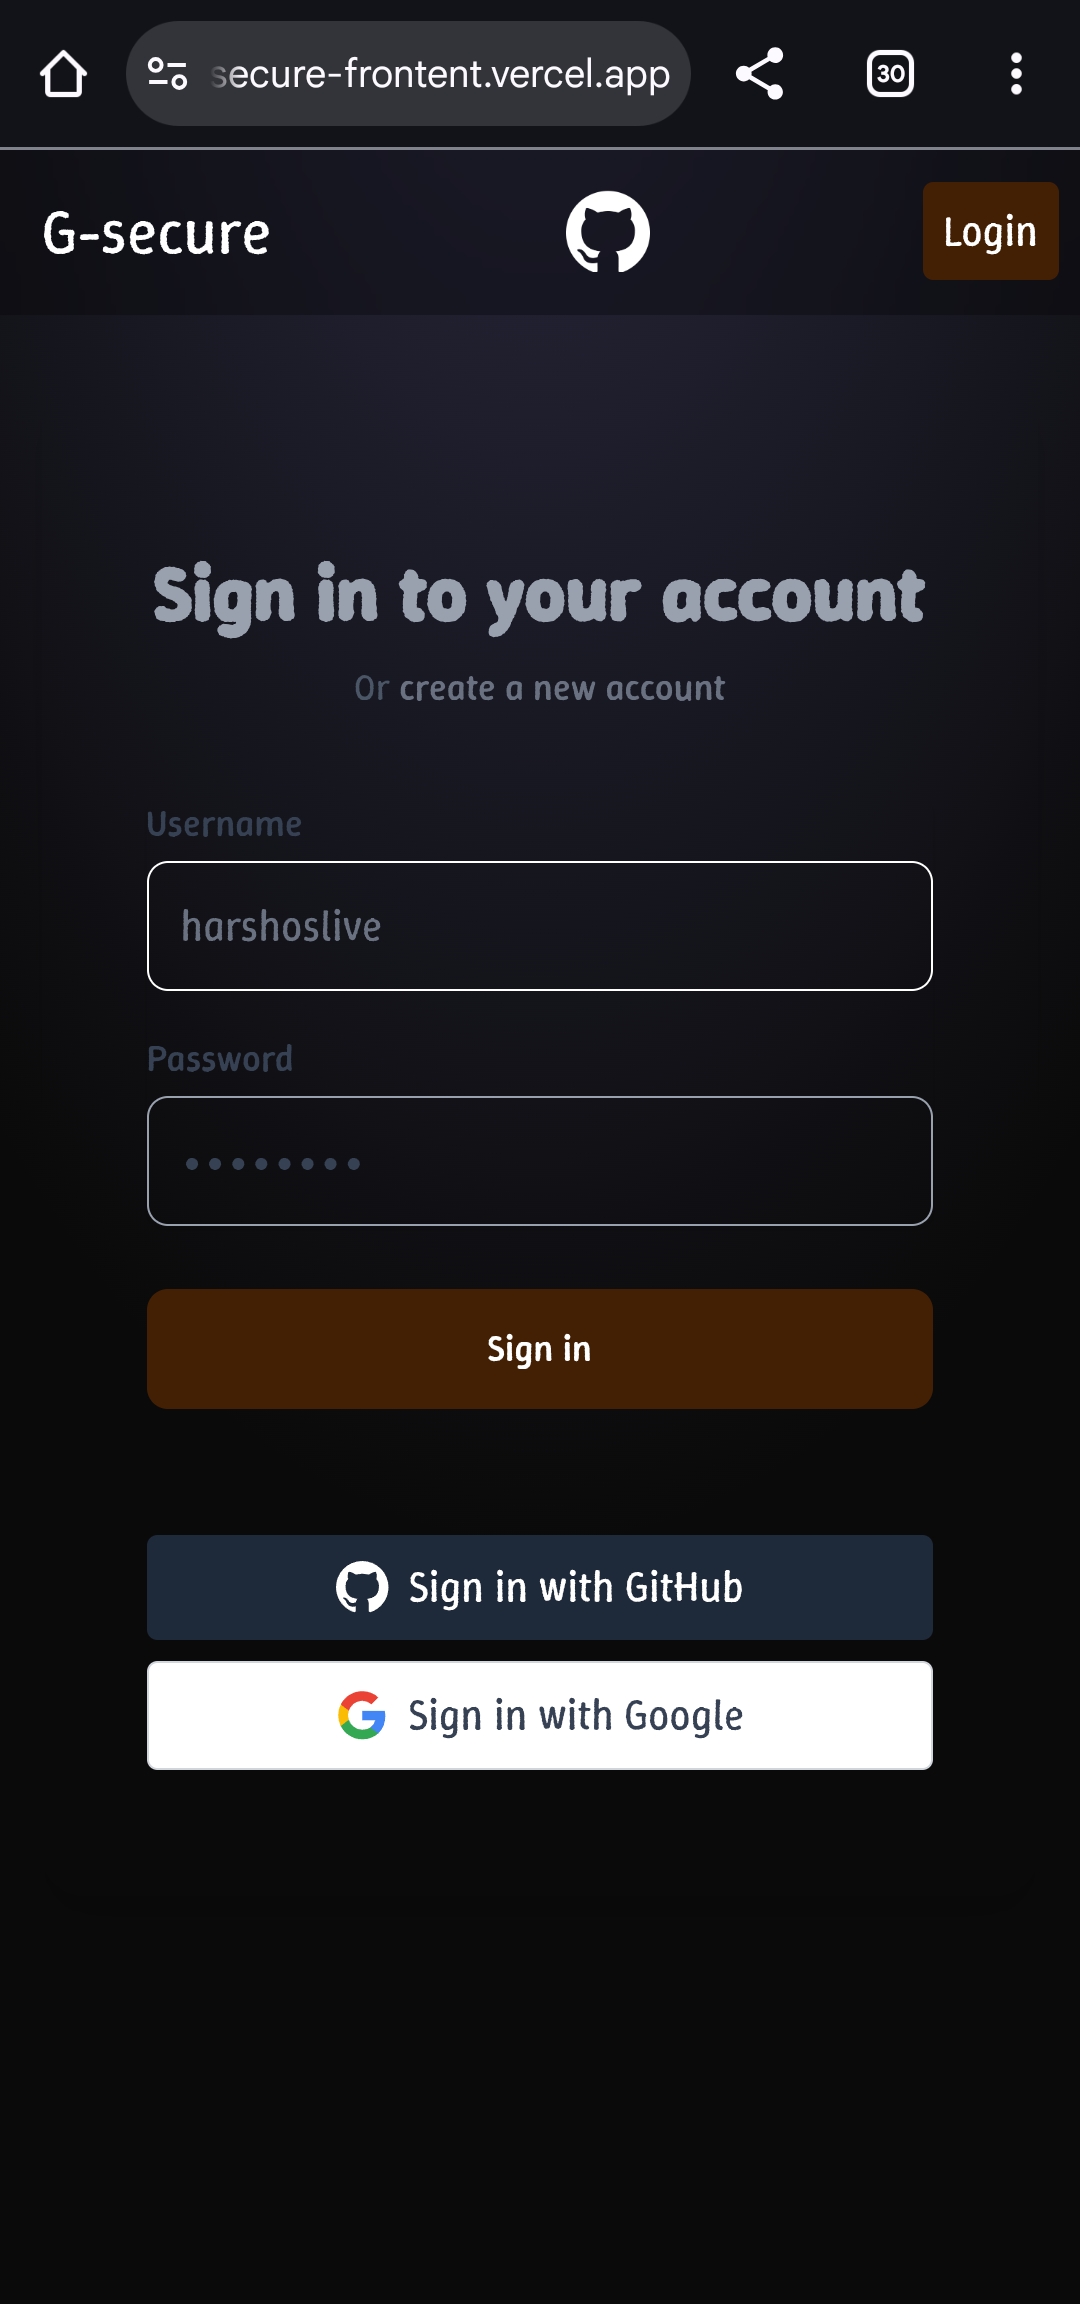 secure-frontent.vercel.app
30
G-secure
Login
Sign in to your account
Or create a new account
Username
harshoslive
Password
••••••••
Sign in
Sign in with GitHub
Sign in with Google